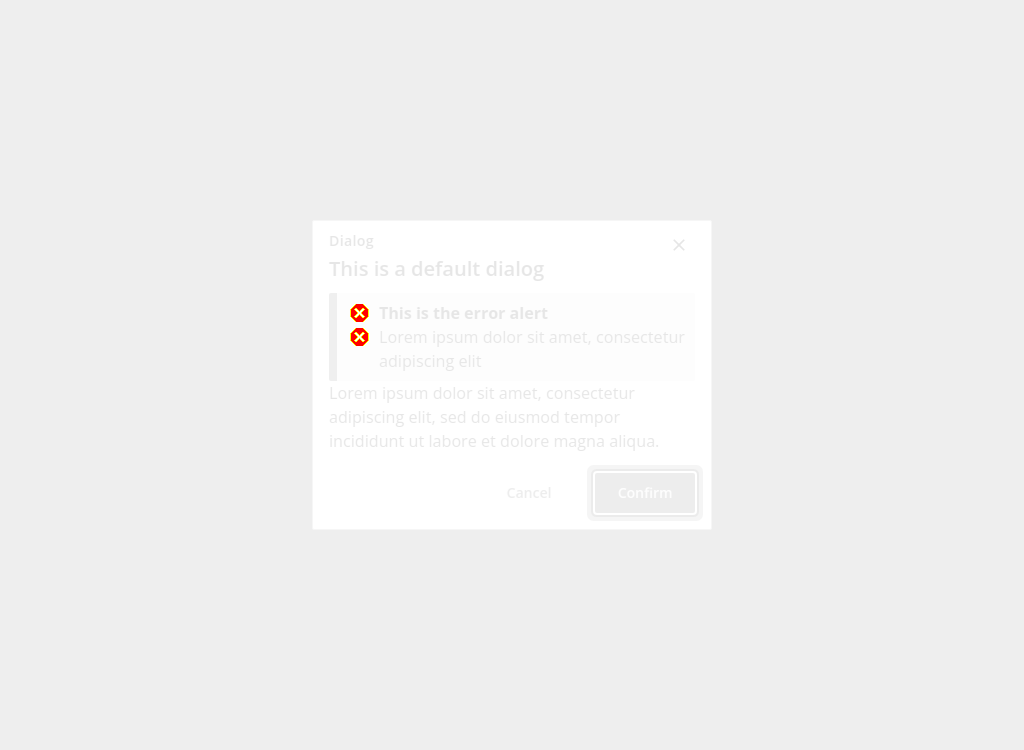 Dialog
This is a default dialog
This is the error alert
Lorem ipsum dolor sit amet, consectetur
adipiscing elit
Lorem ipsum dolor sit amet, consectetur
adipiscing elit, sed do eiusmod tempor
incididunt ut labore et dolore magna aliqua.
Cancel
Confirm